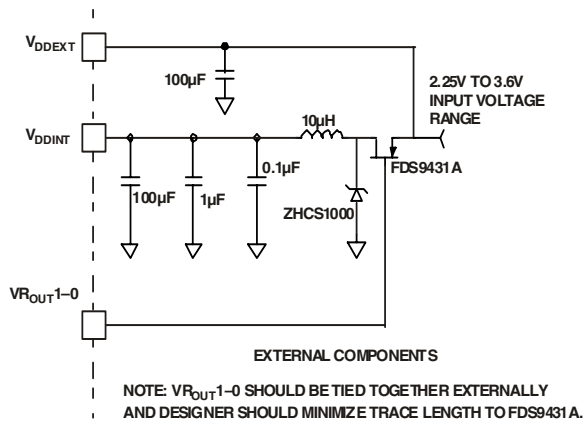 VDDEXT
100μF
2.25V TO 3.6V
INPUT VOLTAGE
RANGE
VDDINT
10μH
FDS9431A
0.1μF
100μF
1μF
ZHCS1000
VROUT1–0
EXTERNAL COMPONENTS
NOTE: VROUT1–0 SHOULD BE TIED TOGETHER EXTERNALLY
AND DESIGNER SHOULD MINIMIZE TRACE LENGTH TO FDS9431A.